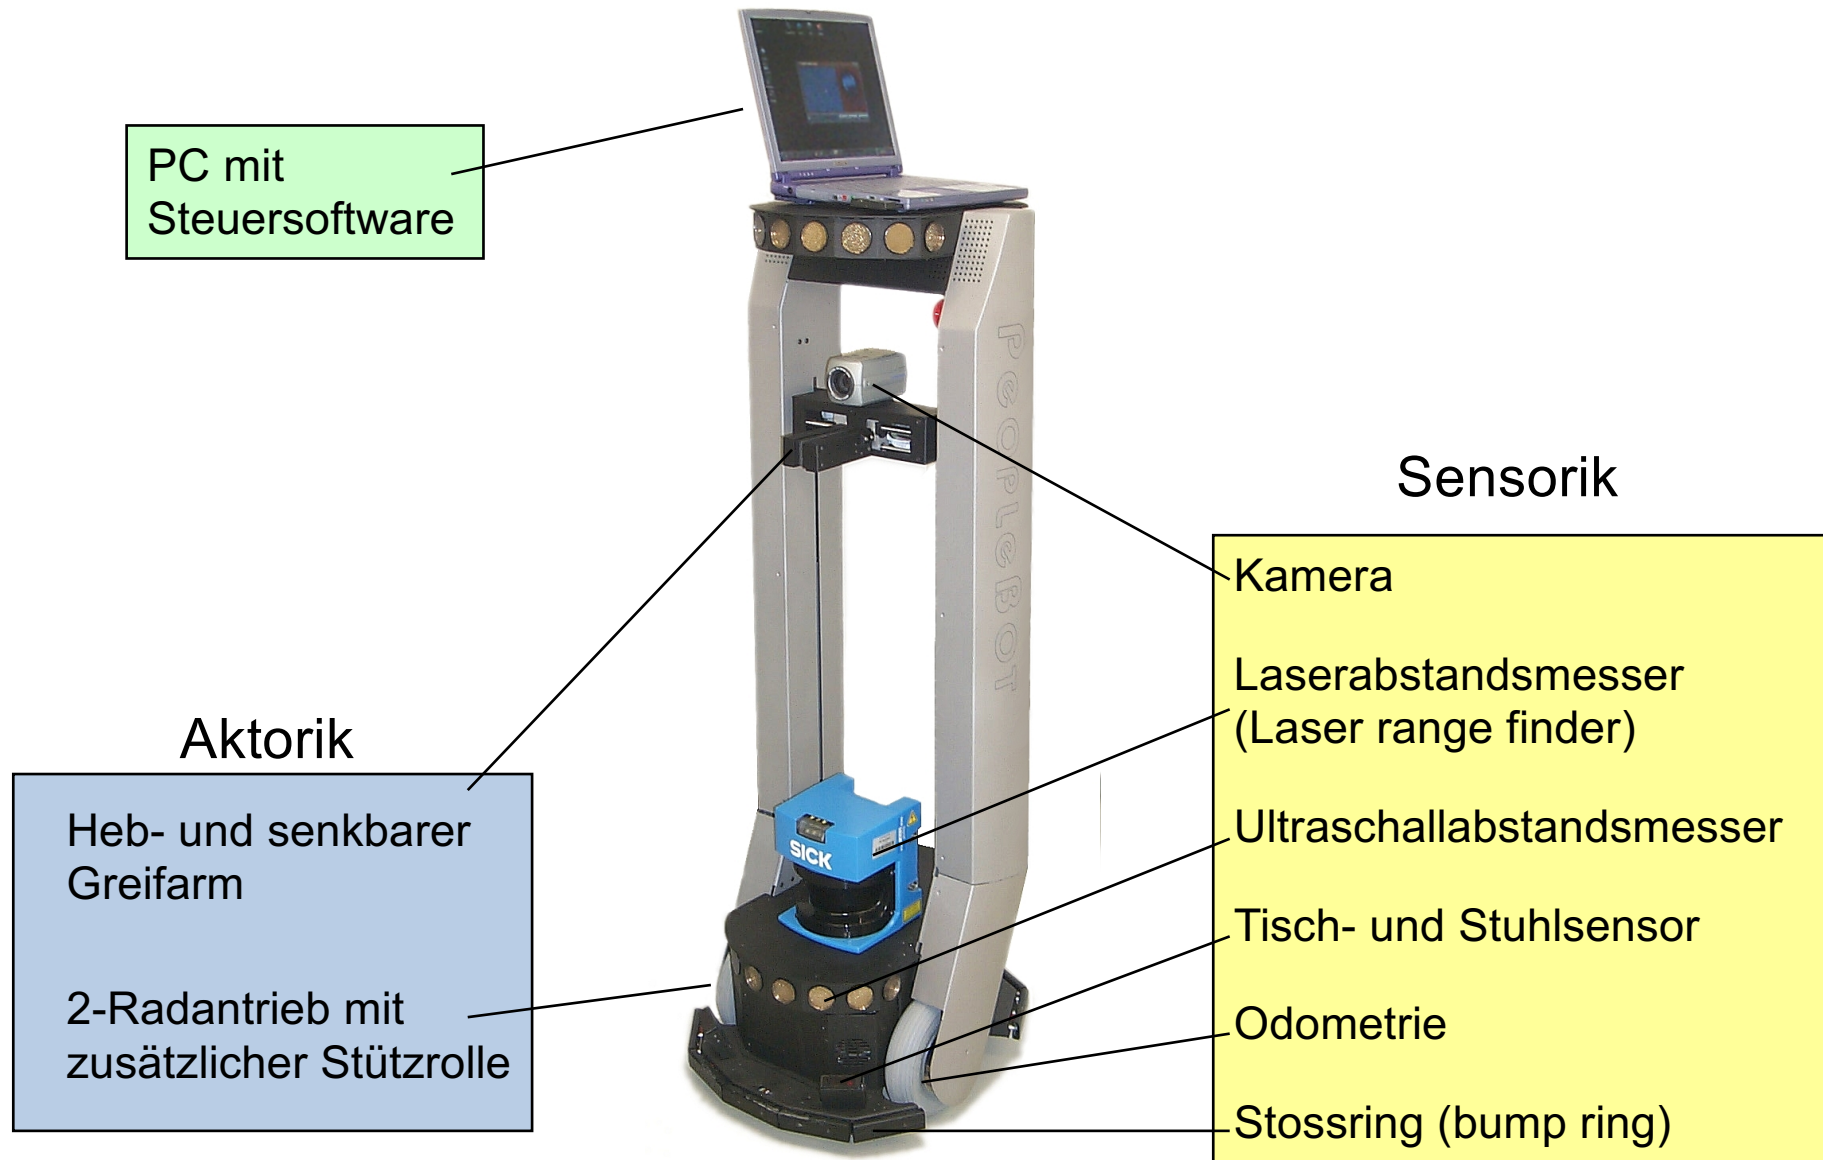 PC mit
Steuersoftware
PeopleBot
Sensorik
Kamera
Laserabstandsmesser
(Laser range finder)
Ultraschallabstandsmesser
Tisch- und Stuhlsensor
Odometrie
Stossring (bump ring)
Aktorik
Heb- und senkbarer
Greifarm
2-Radantrieb mit
zusätzlicher Stützrolle
SICK